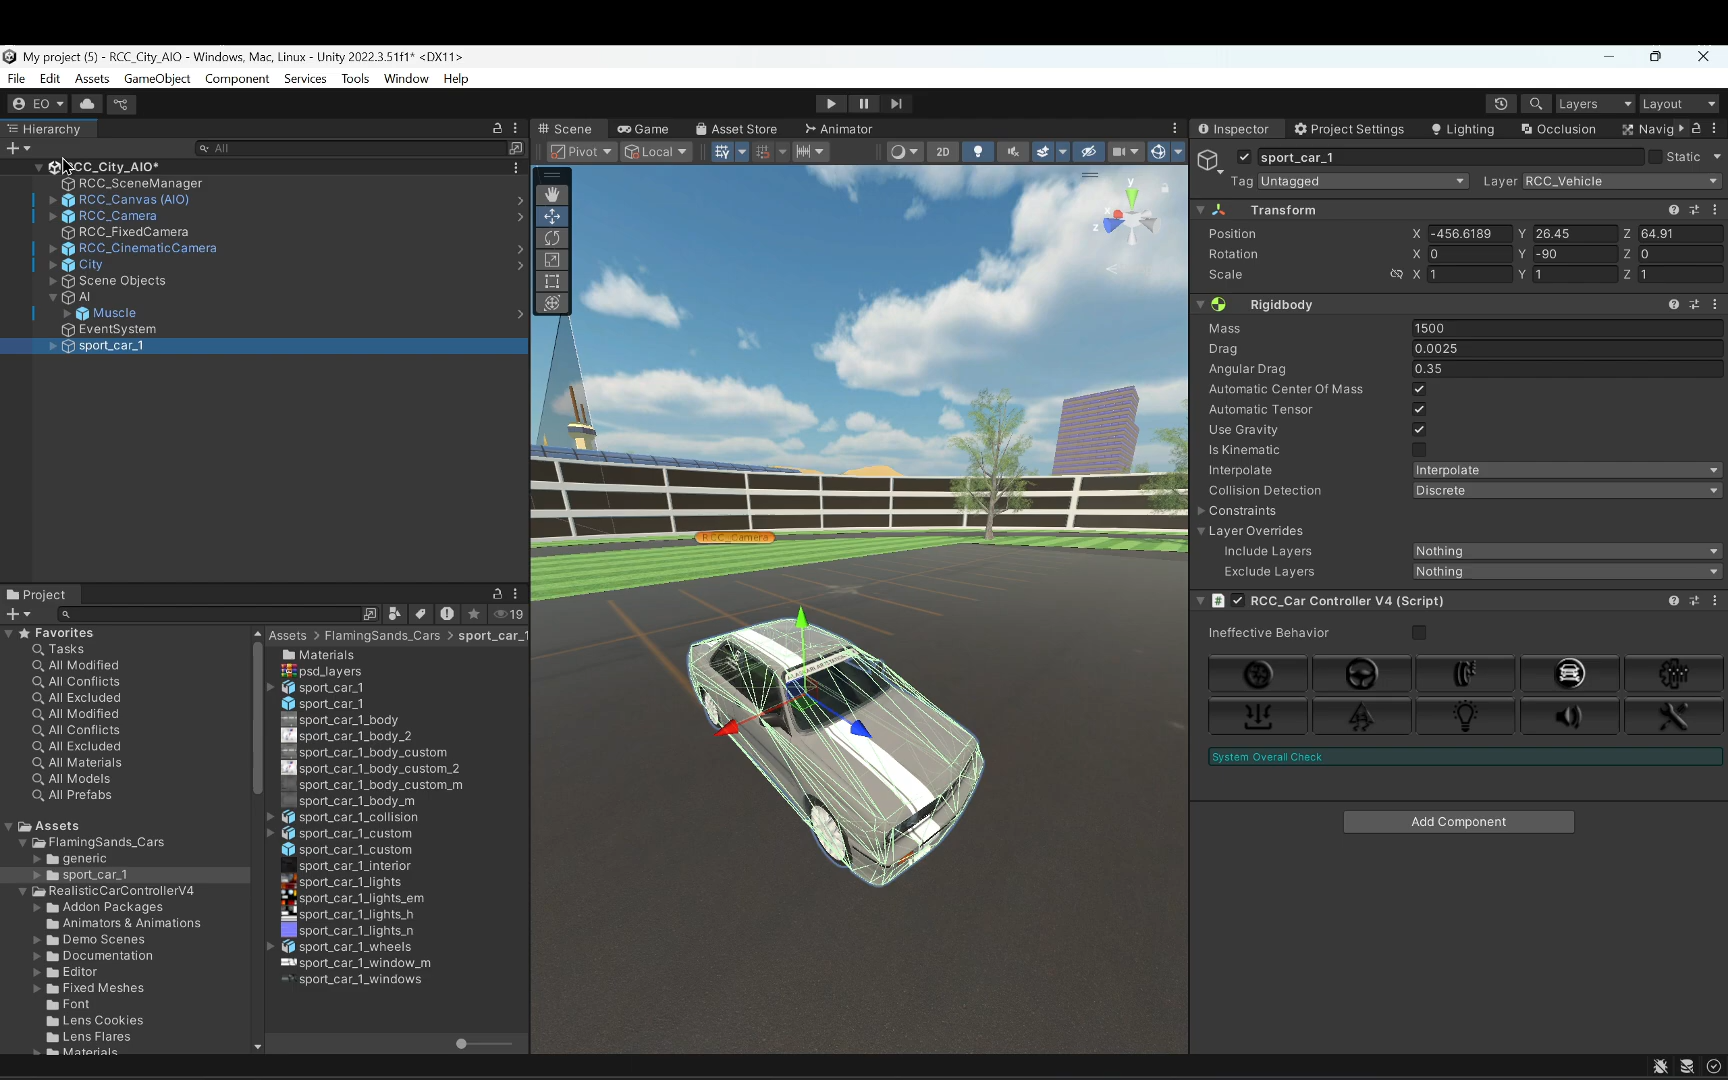 My project (5) - RCC_City_AIO - Windows, Mac, Linux - Unity 2022.3.51f1* <DX11>
File Edit Assets GameObject Component Services Tools Window Help
EO Layers Layout
Hierarchy
All
RCC_City_AIO*
RCC_SceneManager
RCC_Canvas (AIO)
RCC_Camera
RCC_FixedCamera
RCC_CinematicCamera
City
Scene Objects
AI
Muscle
EventSystem
sport_car_1
Project
19
Favorites
Tasks
All Modified
All Conflicts
All Excluded
All Modified
All Conflicts
All Excluded
All Materials
All Models
All Prefabs
Assets
FlamingSands_Cars
generic
sport_car_1
RealisticCarControllerV4
Addon Packages
Animators & Animations
Demo Scenes
Documentation
Editor
Fixed Meshes
Font
Lens Cookies
Lens Flares
Materials
Assets > FlamingSands_Cars > sport_car_1
Materials
psd_layers
sport_car_1
sport_car_1
sport_car_1_body
sport_car_1_body_2
sport_car_1_body_custom
sport_car_1_body_custom_2
sport_car_1_body_custom_m
sport_car_1_body_m
sport_car_1_collision
sport_car_1_custom
sport_car_1_custom
sport_car_1_interior
sport_car_1_lights
sport_car_1_lights_em
sport_car_1_lights_h
sport_car_1_lights_n
sport_car_1_wheels
sport_car_1_window_m
sport_car_1_windows
Scene Game Asset Store Animator
Pivot Local 2D
y
x
z
RCC_Camera
Inspector Project Settings Lighting Occlusion Navig
sport_car_1 Static
Tag Untagged Layer RCC_Vehicle
Transform
Position X -456.6189 Y 26.45 Z 64.91
Rotation X 0 Y -90 Z 0
Scale X 1 Y 1 Z 1
Rigidbody
Mass 1500
Drag 0.0025
Angular Drag 0.35
Automatic Center Of Mass
Automatic Tensor
Use Gravity
Is Kinematic
Interpolate Interpolate
Collision Detection Discrete
Constraints
Layer Overrides
Include Layers Nothing
Exclude Layers Nothing
RCC_Car Controller V4 (Script)
Ineffective Behavior
System Overall Check
Add Component